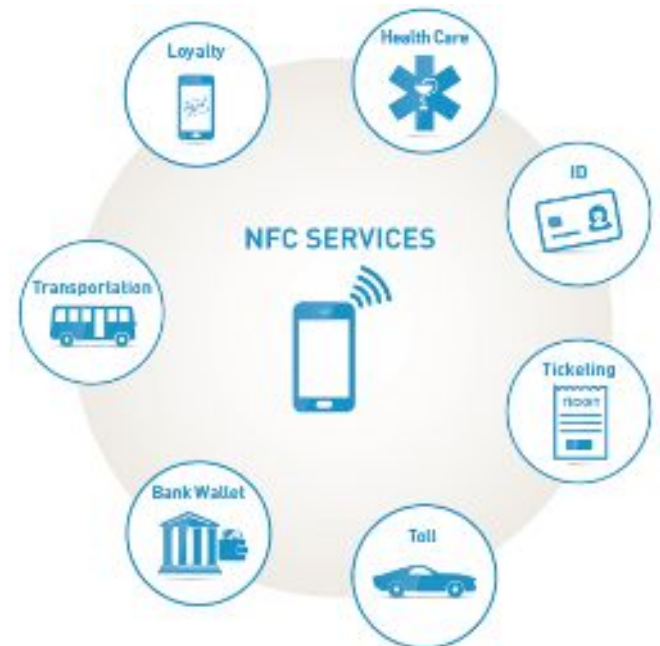 Loyalty
Health Care
ID
NFC SERVICES
Transportation
Ticketing
TICKET
Bank Wallet
Toll